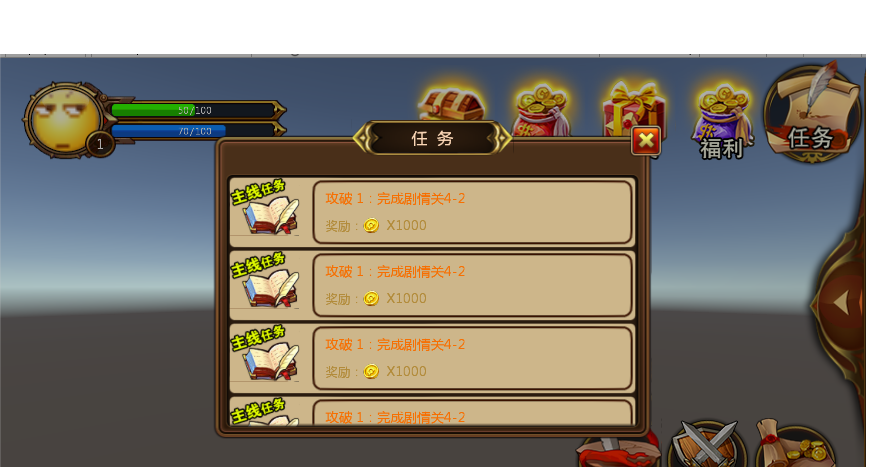 50/100
70/100
1
任务
福利
任务
主线任务
攻破 1：完成剧情关4-2
奖励： X1000
主线任务
攻破 1：完成剧情关4-2
奖励： X1000
主线任务
攻破 1：完成剧情关4-2
奖励： X1000
主线任务
攻破 1：完成剧情关4-2